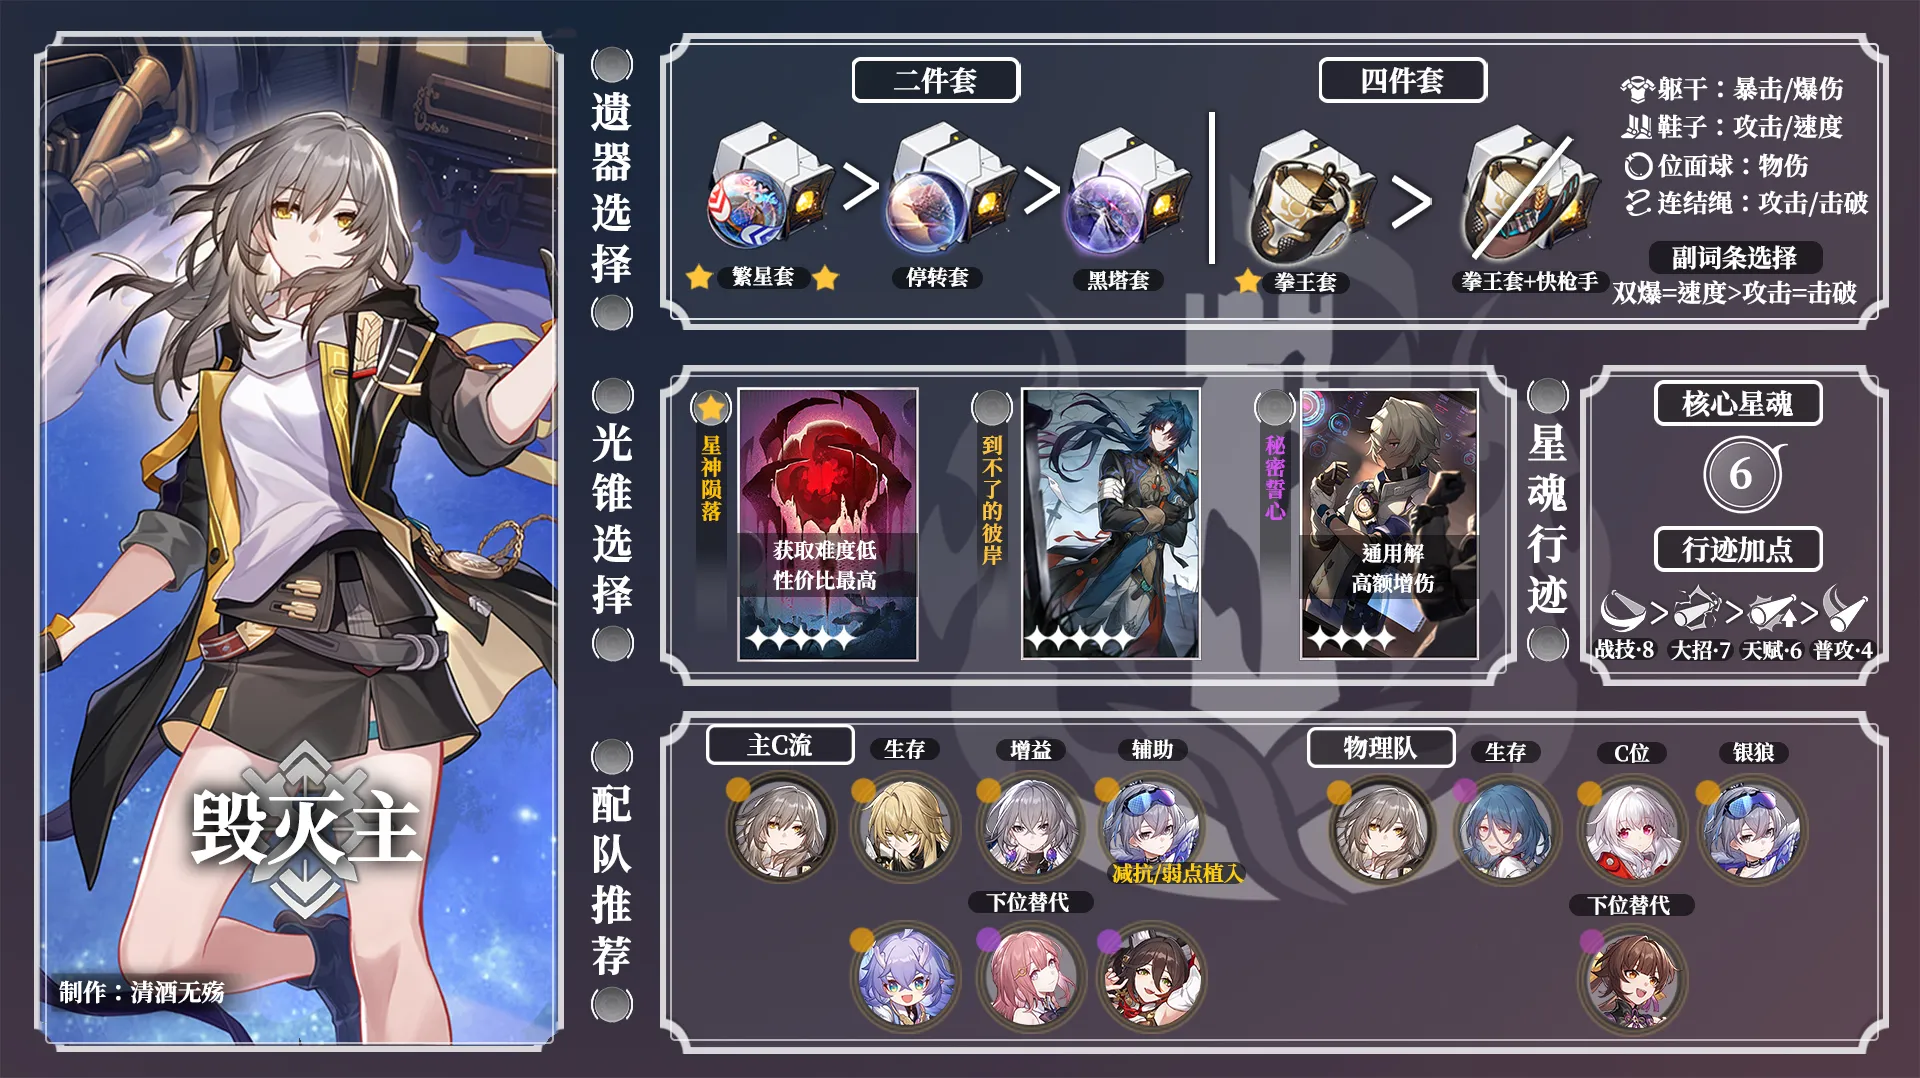 毁灭主
制作：清酒无殇
遗器选择
二件套
繁星套
>
停转套
>
黑塔套
四件套
拳王套
>
拳王套+快枪手
躯干：暴击/爆伤
鞋子：攻击/速度
位面球：物伤
连结绳：攻击/击破
副词条选择
双爆=速度>攻击=击破
光锥选择
星神陨落
获取难度低
性价比最高
到不了的彼岸
秘密誓心
通用解
高额增伤
星魂行迹
核心星魂
6
行迹加点
> > >
战技·8 大招·7 天赋·6 普攻·4
配队推荐
主C流
生存
增益
辅助
减抗/弱点植入
下位替代
物理队
生存
C位
银狼
下位替代